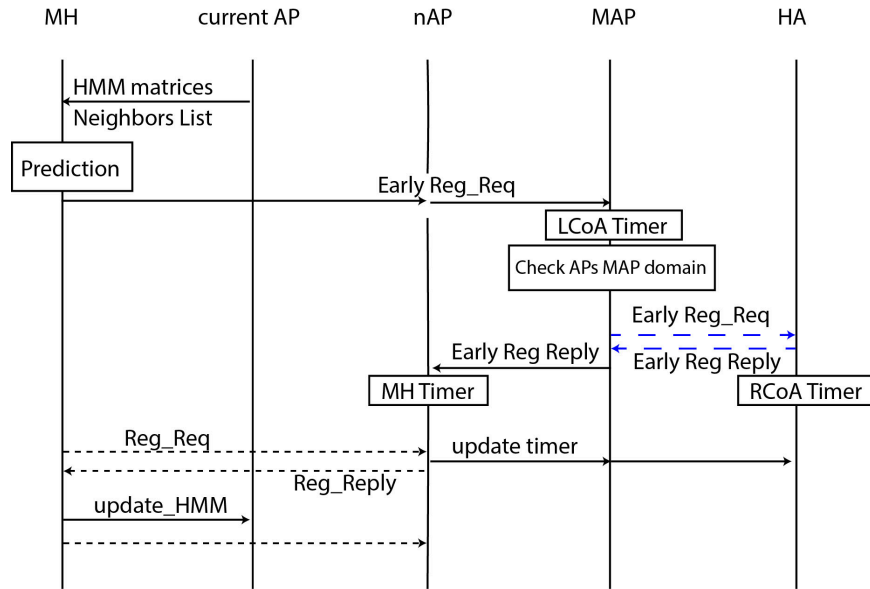 MH
current AP
nAP
MAP
HA
HMM matrices
Neighbors List
Prediction
Early Reg_Req
LCoA Timer
Check APs MAP domain
Early Reg_Req
Early Reg Reply
Early Reg Reply
MH Timer
RCoA Timer
Reg_Req
update timer
Reg_Reply
update_HMM